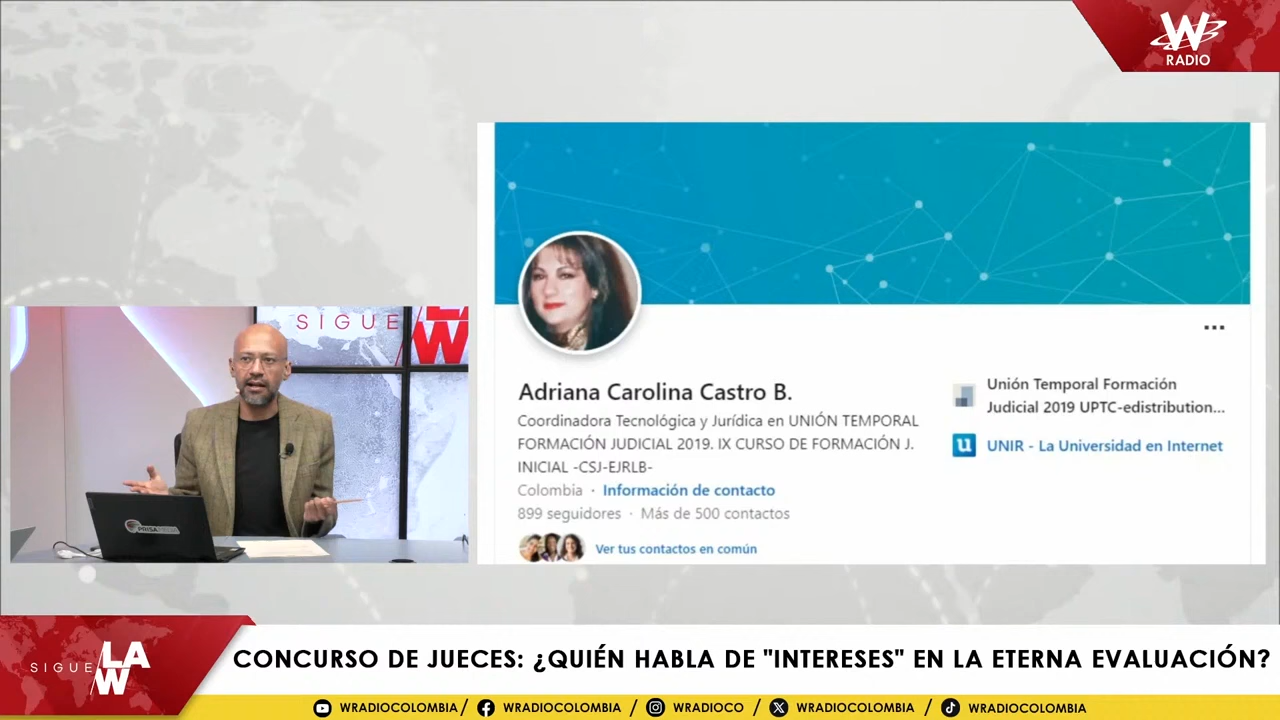 W
RADIO
SIGUE
LA
W
PRISA MEDIA
Adriana Carolina Castro B.
Coordinadora Tecnológica y Jurídica en UNIÓN TEMPORAL
FORMACIÓN JUDICIAL 2019. IX CURSO DE FORMACIÓN J.
INICIAL -CSJ-EJRLB-
Colombia · Información de contacto
899 seguidores · Más de 500 contactos
Ver tus contactos en común
Unión Temporal Formación
Judicial 2019 UPTC-edistribution...
u
UNIR - La Universidad en Internet
SIGUE LA
W
CONCURSO DE JUECES: ¿QUIÉN HABLA DE "INTERESES" EN LA ETERNA EVALUACIÓN?
WRADIOCOLOMBIA / WRADIOCOLOMBIA / WRADIOCO / WRADIOCOLOMBIA / WRADIOCOLOMBIA